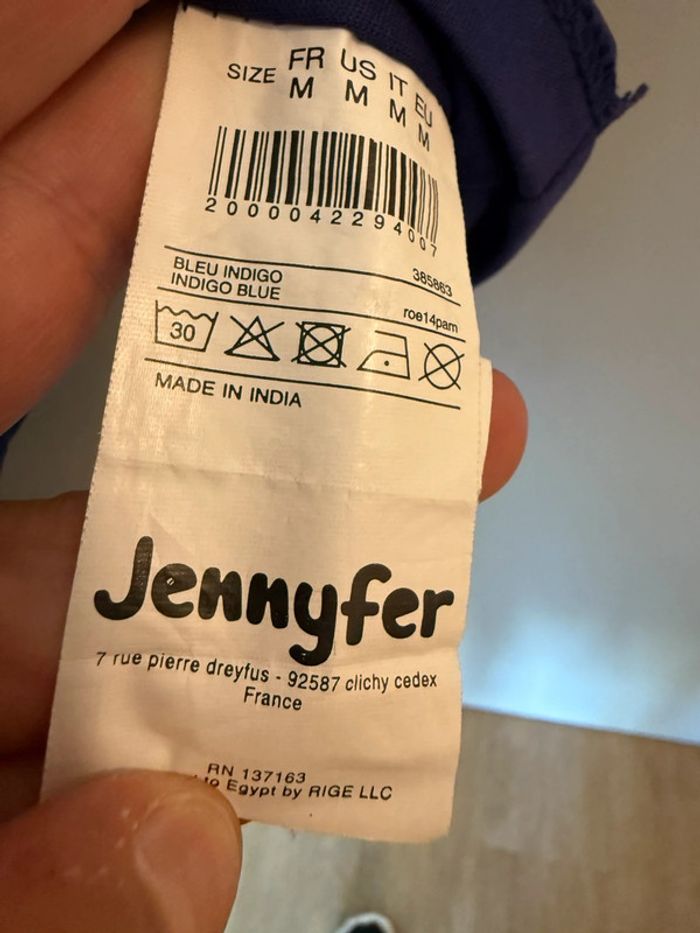 SIZE FR US IT EU
M M M M
2000042294007
BLEU INDIGO 385863
INDIGO BLUE roe14pam
30
MADE IN INDIA
Jennyfer
7 rue pierre dreyfus - 92587 clichy cedex
France
RN 137163
to Egypt by RIGE LLC